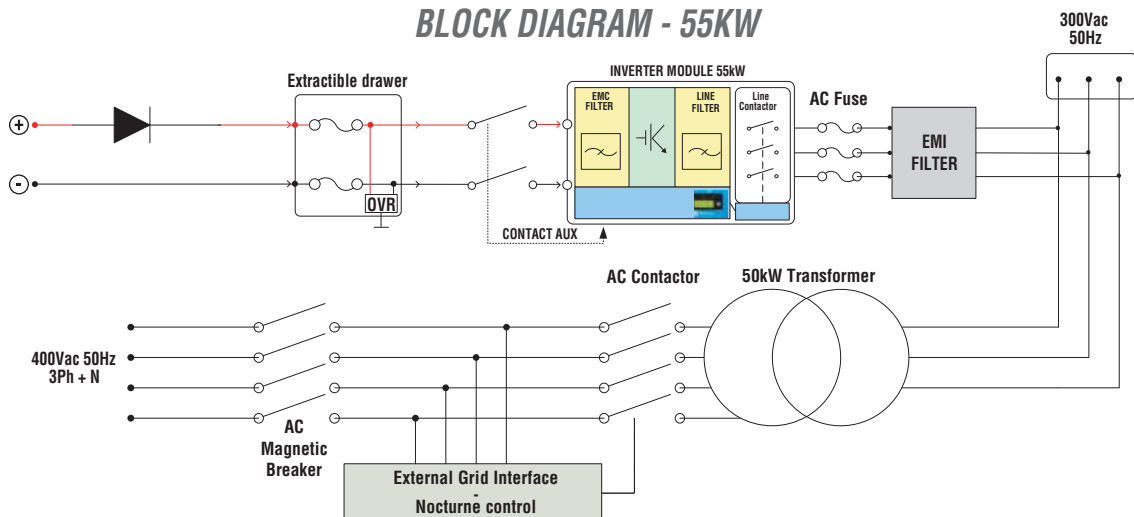 BLOCK DIAGRAM - 55KW
300Vac
50Hz
Extractible drawer
INVERTER MODULE 55kW
EMC
FILTER
LINE
FILTER
Line
Contactor
AC Fuse
EMI
FILTER
+
-
OVR
CONTACT AUX
AC Contactor
50kW Transformer
400Vac 50Hz
3Ph + N
AC
Magnetic
Breaker
External Grid Interface
-
Nocturne control